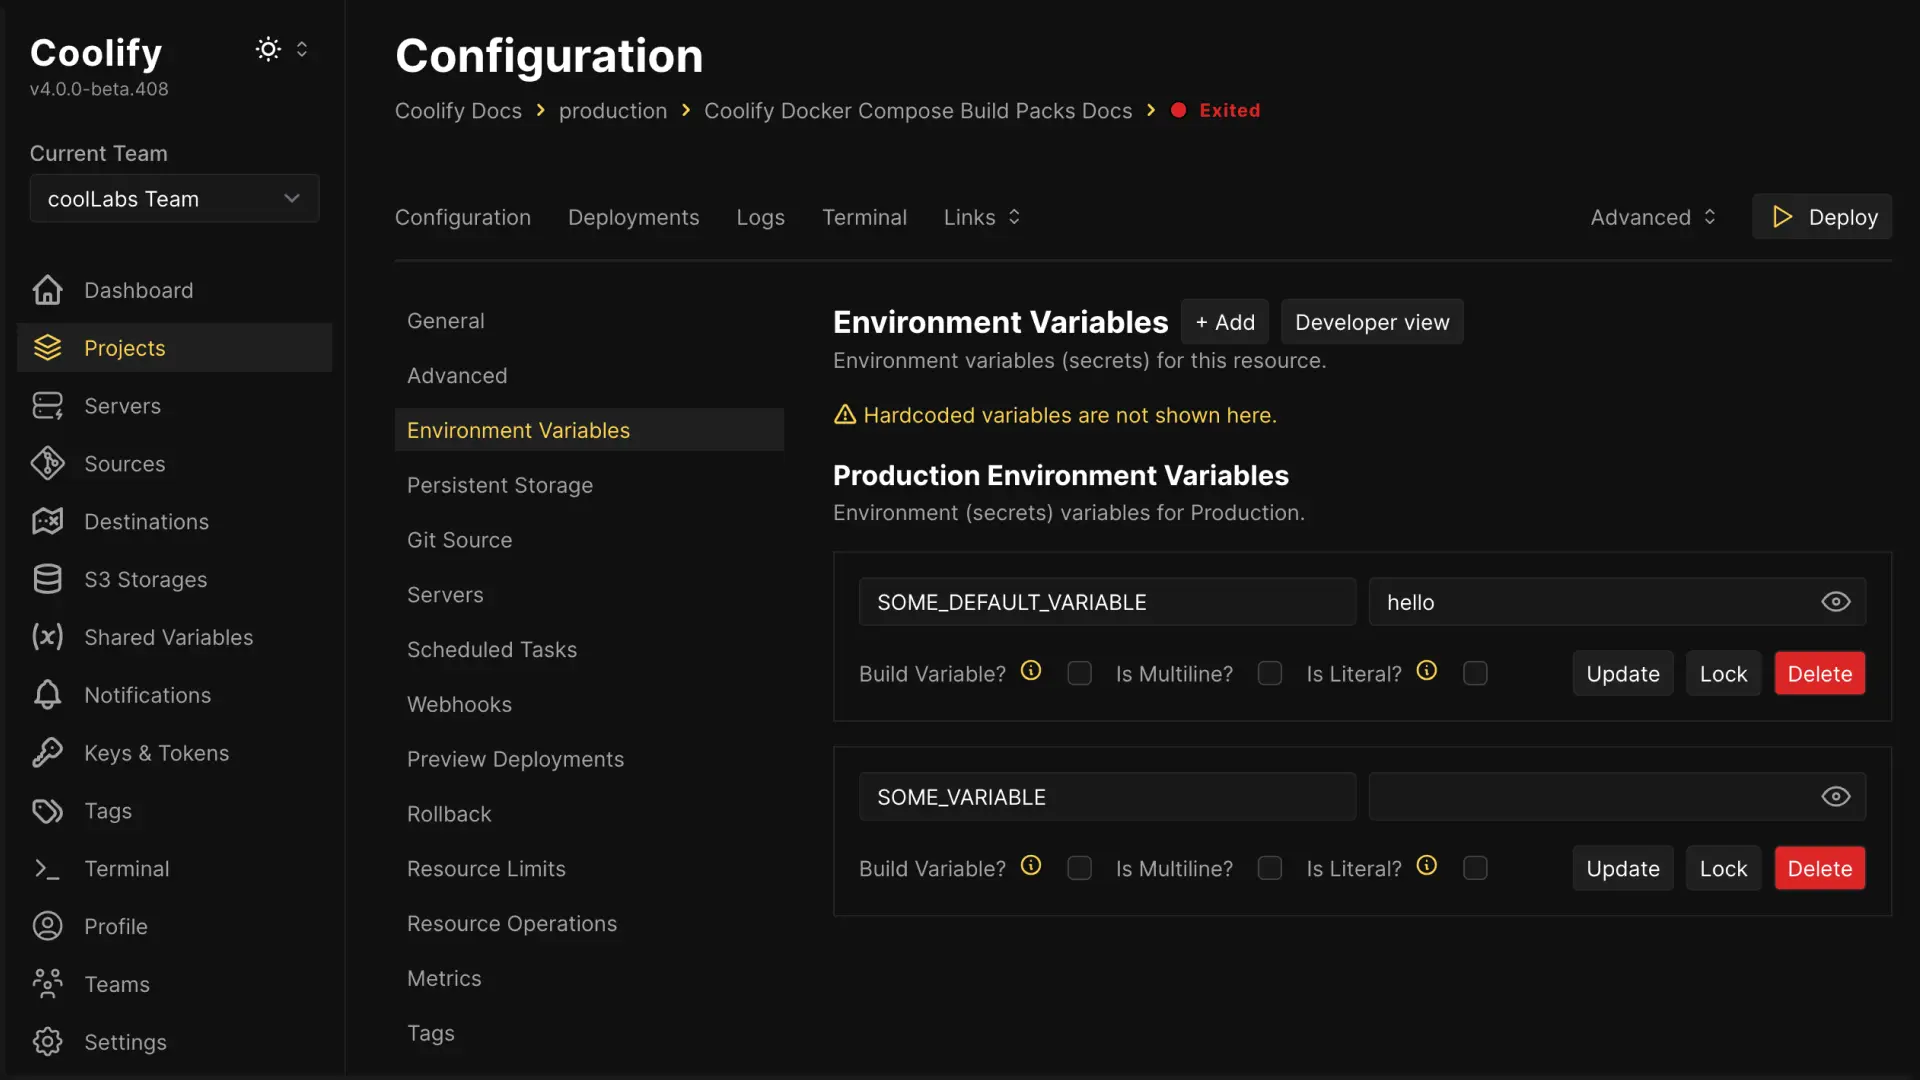 Coolify
v4.0.0-beta.408
Current Team
coolLabs Team
Dashboard
Projects
Servers
Sources
Destinations
S3 Storages
Shared Variables
Notifications
Keys & Tokens
Tags
Terminal
Profile
Teams
Settings
Configuration
Coolify Docs > production > Coolify Docker Compose Build Packs Docs > Exited
Configuration Deployments Logs Terminal Links Advanced Deploy
General
Advanced
Environment Variables
Persistent Storage
Git Source
Servers
Scheduled Tasks
Webhooks
Preview Deployments
Rollback
Resource Limits
Resource Operations
Metrics
Tags
Environment Variables + Add Developer view
Environment variables (secrets) for this resource.
Hardcoded variables are not shown here.
Production Environment Variables
Environment (secrets) variables for Production.
SOME_DEFAULT_VARIABLE hello
Build Variable? Is Multiline? Is Literal? Update Lock Delete
SOME_VARIABLE
Build Variable? Is Multiline? Is Literal? Update Lock Delete